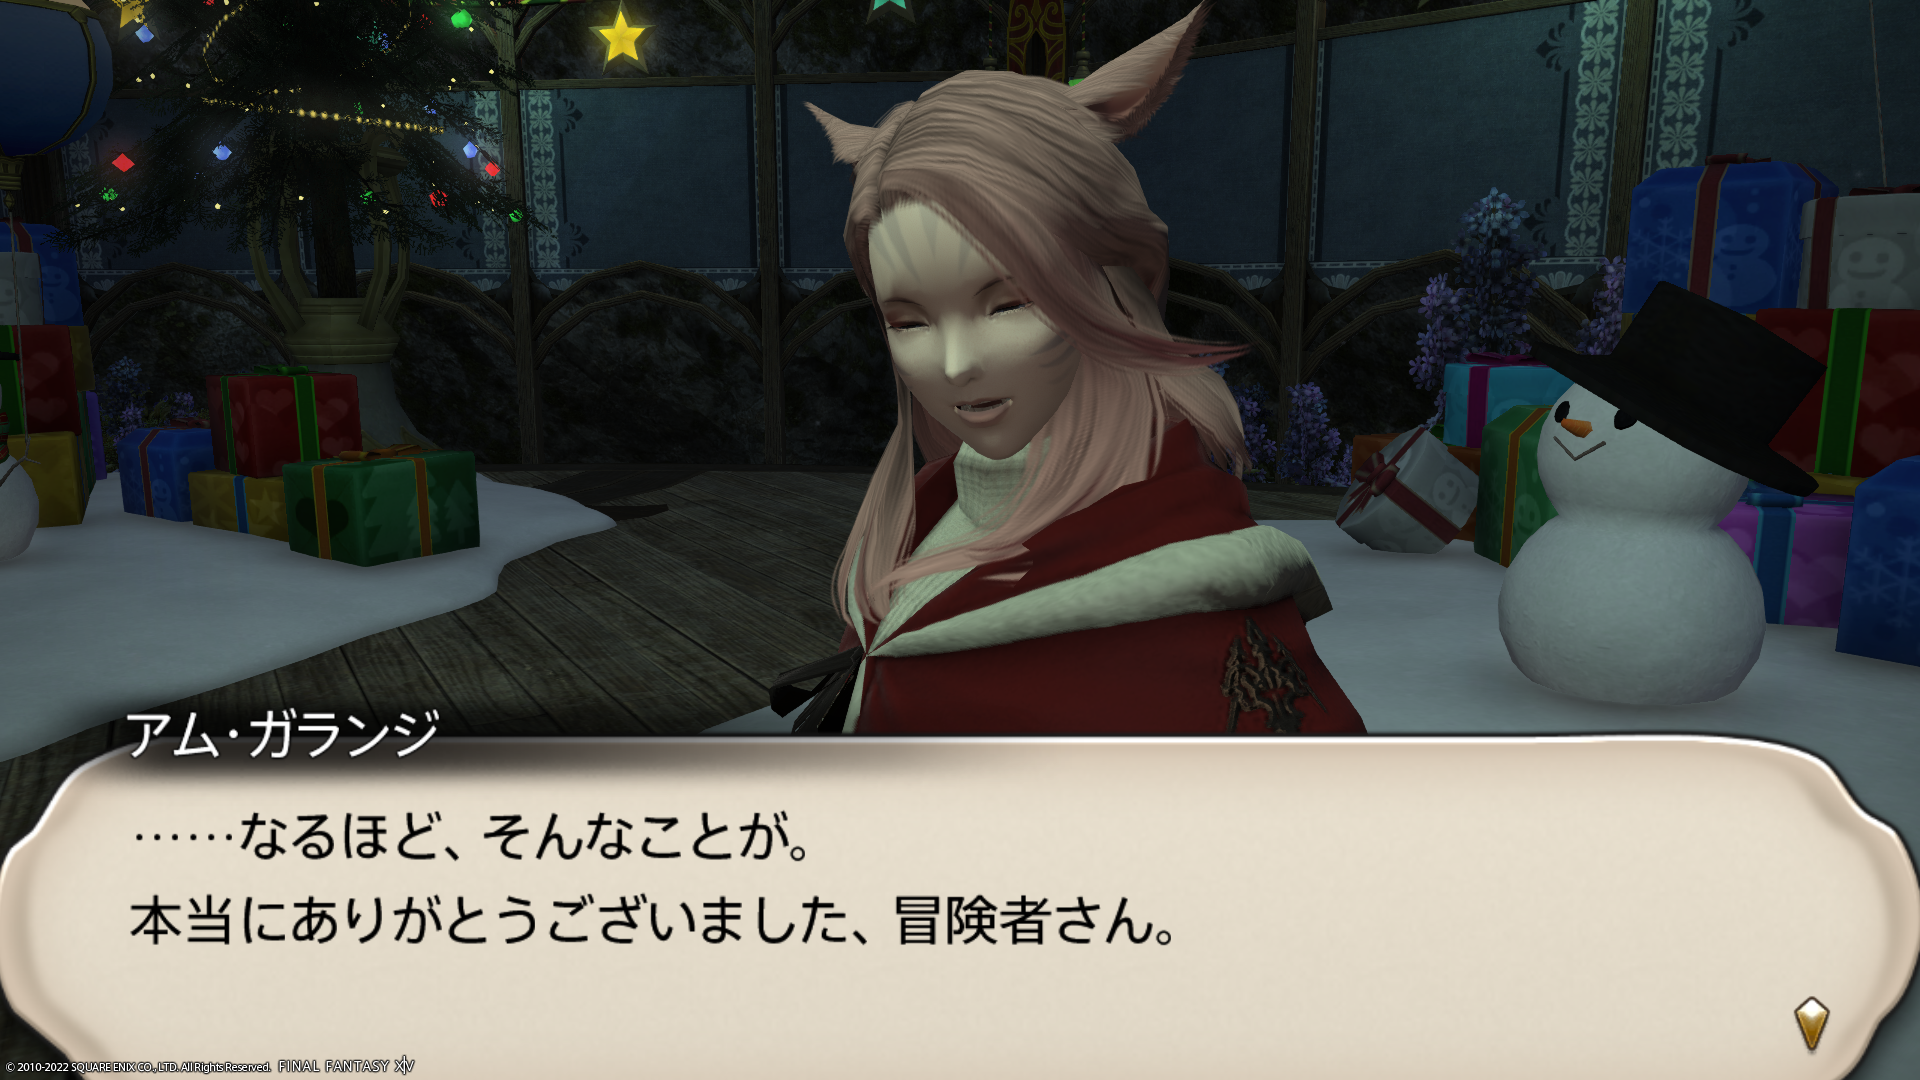 アム・ガランジ
……なるほど、そんなことが。
本当にありがとうございました、冒険者さん。
© 2010-2022 SQUARE ENIX CO., LTD. All Rights Reserved. FINAL FANTASY XIV